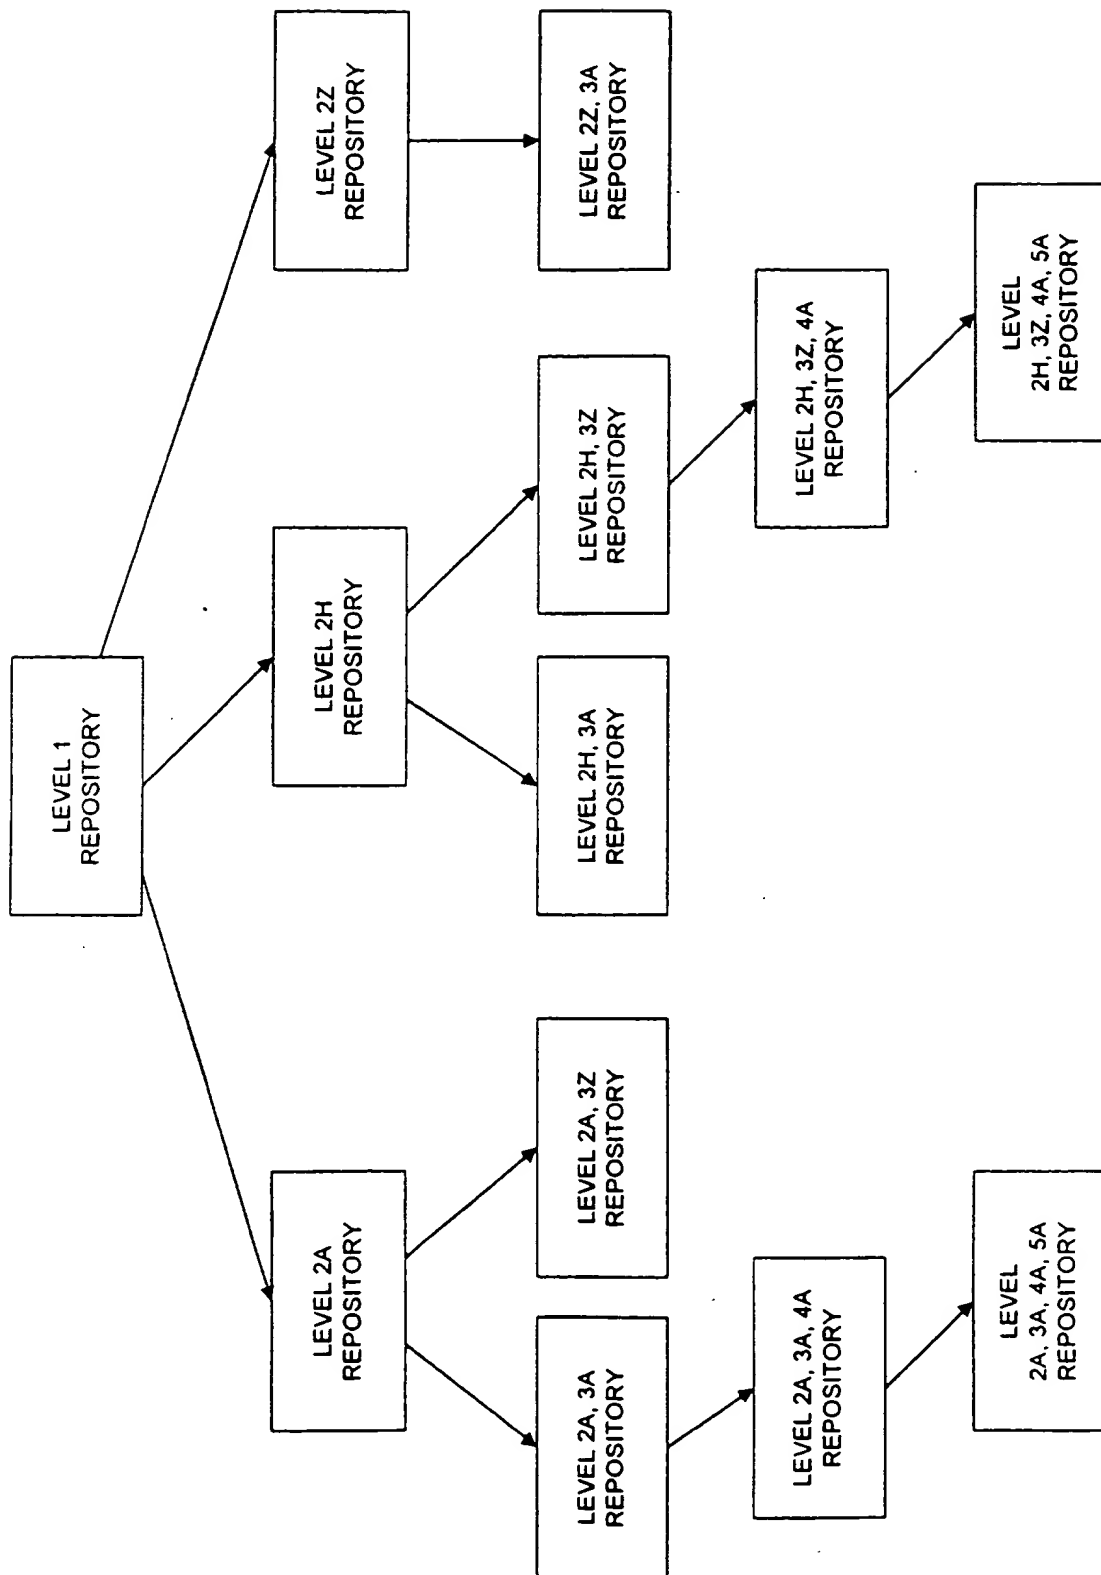 LEVEL 1
REPOSITORY
LEVEL 2A
REPOSITORY
LEVEL 2H
REPOSITORY
LEVEL 2Z
REPOSITORY
LEVEL 2A, 3A
REPOSITORY
LEVEL 2A, 3Z
REPOSITORY
LEVEL 2H, 3A
REPOSITORY
LEVEL 2H, 3Z
REPOSITORY
LEVEL 2Z, 3A
REPOSITORY
LEVEL 2A, 3A, 4A
REPOSITORY
LEVEL 2H, 3Z, 4A
REPOSITORY
LEVEL
2A, 3A, 4A, 5A
REPOSITORY
LEVEL
2H, 3Z, 4A, 5A
REPOSITORY